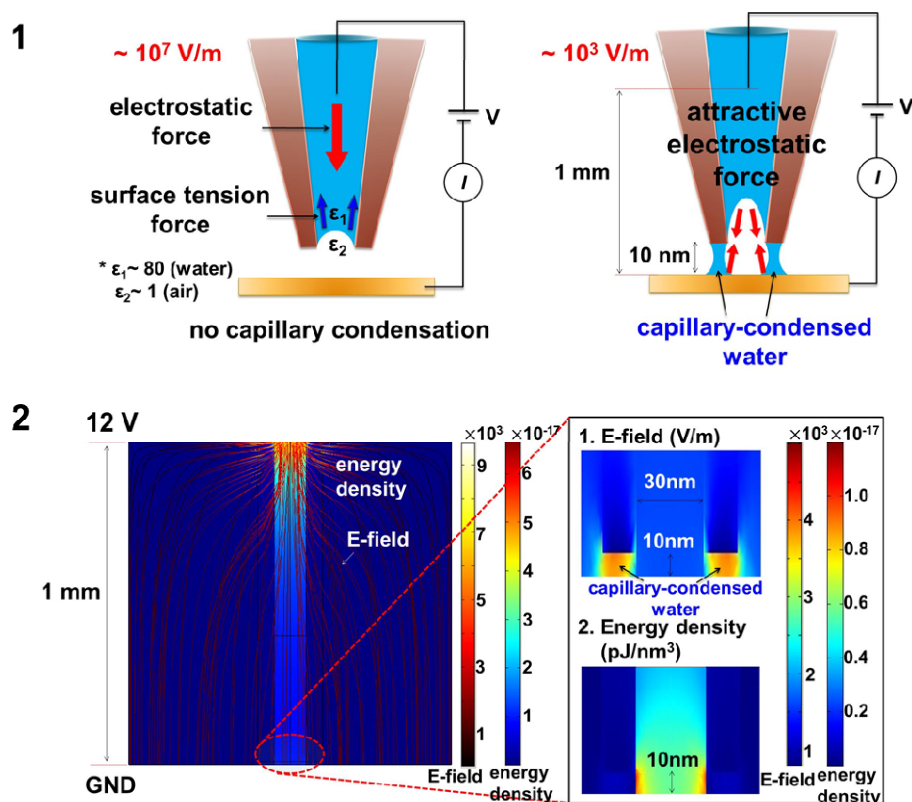 1
~ 10⁷ V/m
electrostatic
force
surface tension
force
ε₁
ε₂
* ε₁~ 80 (water)
ε₂~ 1 (air)
V
I
no capillary condensation
~ 10³ V/m
attractive
electrostatic
force
1 mm
10 nm
V
I
capillary-condensed
water
2
12 V
1 mm
GND
energy
density
E-field
×10³
9
7
5
3
1
E-field
×10⁻¹⁷
6
5
4
3
2
1
energy
density
1. E-field (V/m)
30nm
10nm
capillary-condensed
water
2. Energy density
(pJ/nm³)
10nm
×10³
4
3
2
1
E-field
×10⁻¹⁷
1.0
0.8
0.6
0.4
0.2
energy
density